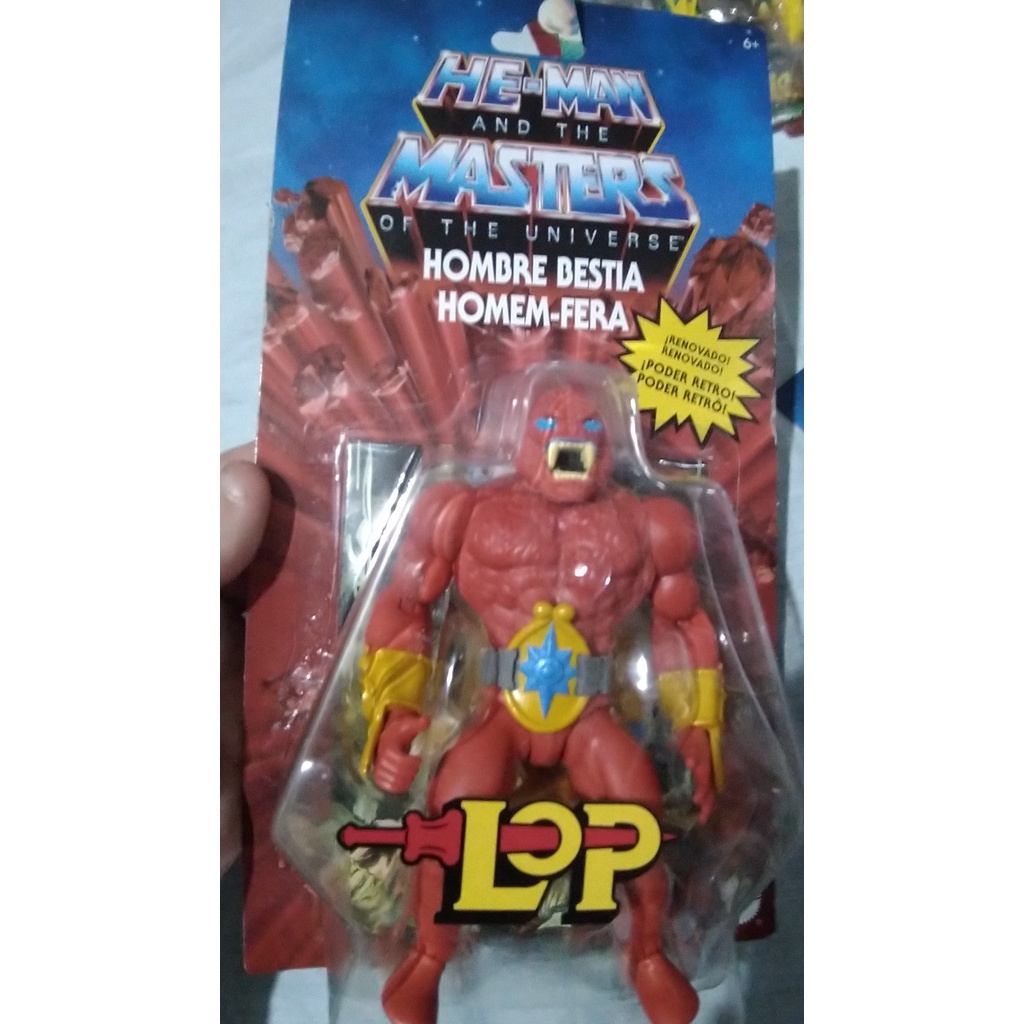 6+
HE-MAN
AND THE
MASTERS
OF THE UNIVERSE™
HOMBRE BESTIA
HOMEM-FERA
¡RENOVADO!
RENOVADO!
¡PODER RETRO!
PODER RETRÔ!
LOP